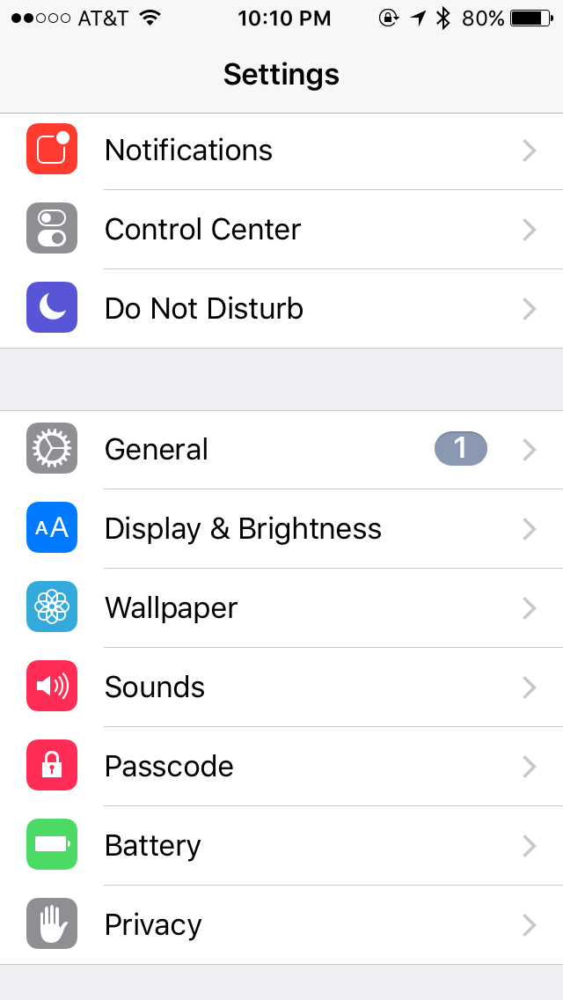 AT&T 10:10 PM 80%
Settings
Notifications
Control Center
Do Not Disturb
General 1
AA Display & Brightness
Wallpaper
Sounds
Passcode
Battery
Privacy